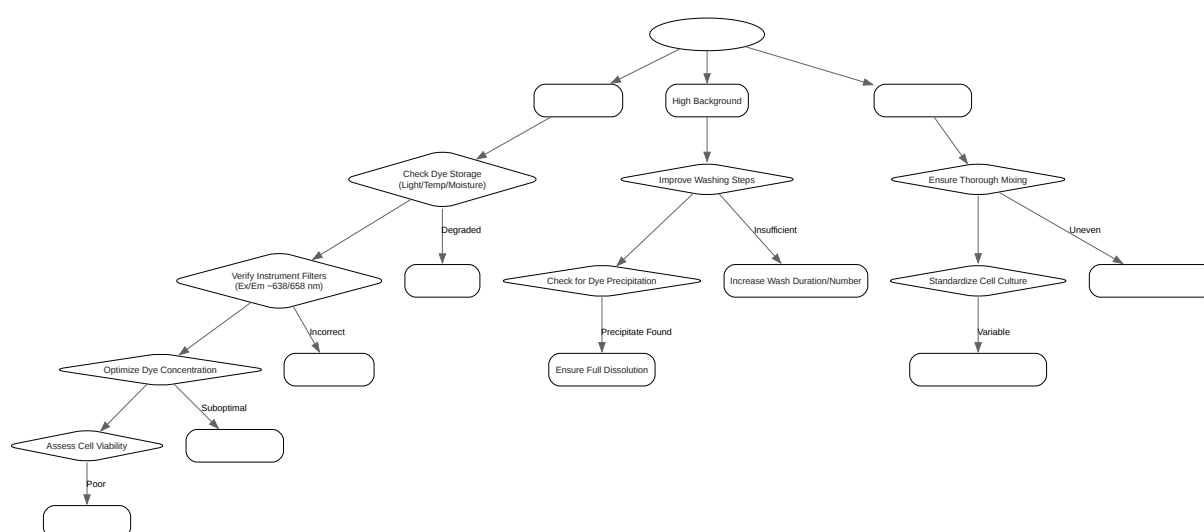 High Background
Check Dye Storage
(Light/Temp/Moisture)
Improve Washing Steps
Ensure Thorough Mixing
Degraded
Insufficient
Uneven
Verify Instrument Filters
(Ex/Em ~638/658 nm)
Check for Dye Precipitation
Increase Wash Duration/Number
Standardize Cell Culture
Incorrect
Precipitate Found
Variable
Optimize Dye Concentration
Ensure Full Dissolution
Suboptimal
Assess Cell Viability
Poor